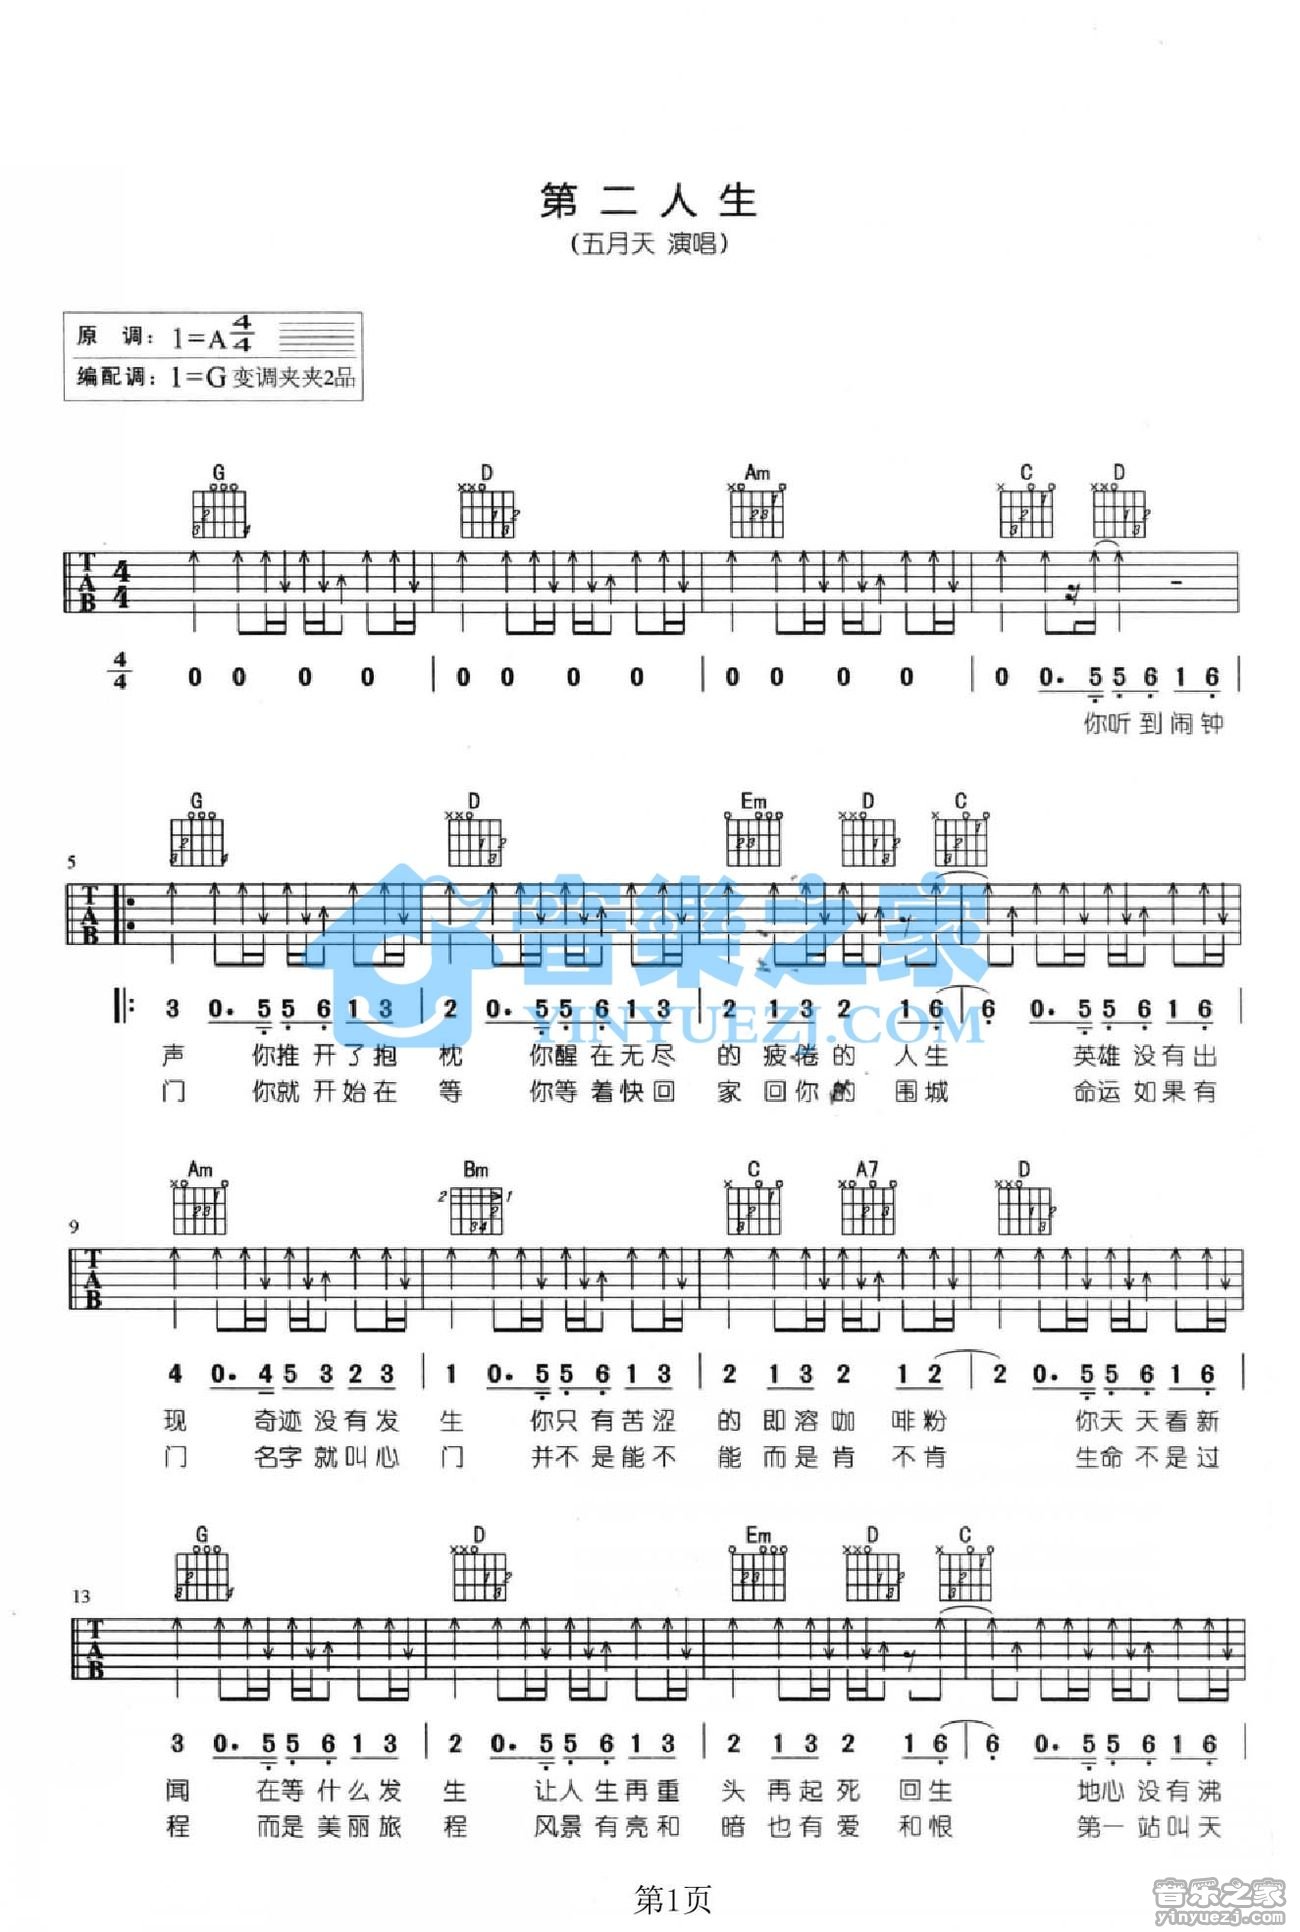 第二人生
(五月天 演唱)
原 调: 1=A 4/4
编配调: 1=G 变调夹夹2品
G D Am C D
T A B 4/4
4/4 0 0 0 0 | 0 0 0 0 | 0 0 0 0 | 0 0. 5 5 6 1 6 |
你听到闹钟
G D Em D C
5
T A B
音樂之家
YINYUEZI.COM
3 0. 5 5 6 1 3 | 2 0. 5 5 6 1 3 | 2 1 3 2 1 6 | 6 0. 5 5 6 1 6 |
声 你推开了抱 枕 你醒在无尽 的疲倦的 人生 英雄没有出
门 你就开始在 等 你等着快回 家回你的 围城 命运如果有
Am Bm C A7 D
2 1
9
T A B
4 0. 4 5 3 2 3 | 1 0. 5 5 6 1 3 | 2 1 3 2 1 2 | 2 0. 5 5 6 1 6 |
现 奇迹没有发 生 你只有苦涩 的即溶咖 啡粉 你天天看新
门 名字就叫心 门 并不是能不 能而是肯 不肯 生命不是过
G D Em D C
13
T A B
3 0. 5 5 6 1 3 | 2 0. 5 5 6 1 3 | 2 1 3 2 1 6 | 6 0. 5 5 6 1 6 |
闻 在等什么发 生 让人生再重 头再起死 回生 地心没有沸
程 而是美丽旅 程 风景有亮和 暗也有爱 和恨 第一站叫天
第1页
音乐之家
yinyuezj.com